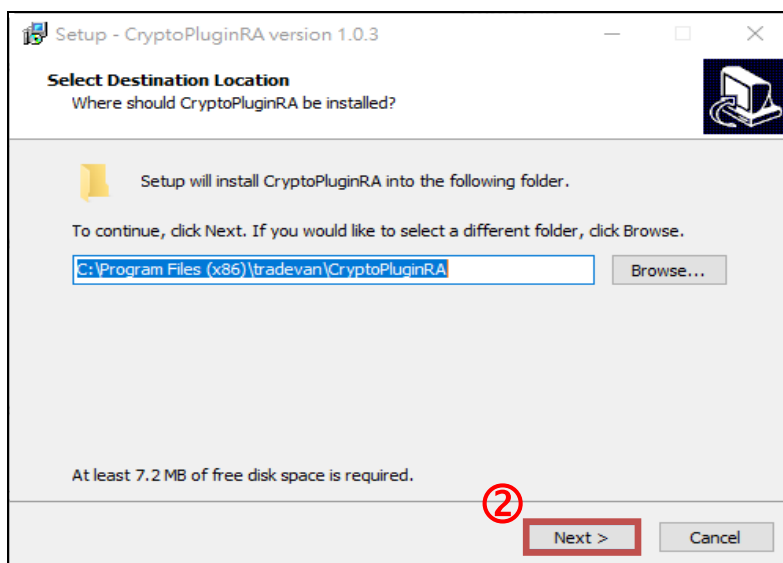 Setup - CryptoPluginRA version 1.0.3
Select Destination Location
Where should CryptoPluginRA be installed?
Setup will install CryptoPluginRA into the following folder.
To continue, click Next. If you would like to select a different folder, click Browse.
C:\Program Files (x86)\tradevan\CryptoPluginRA
Browse...
At least 7.2 MB of free disk space is required.
②
Next >
Cancel